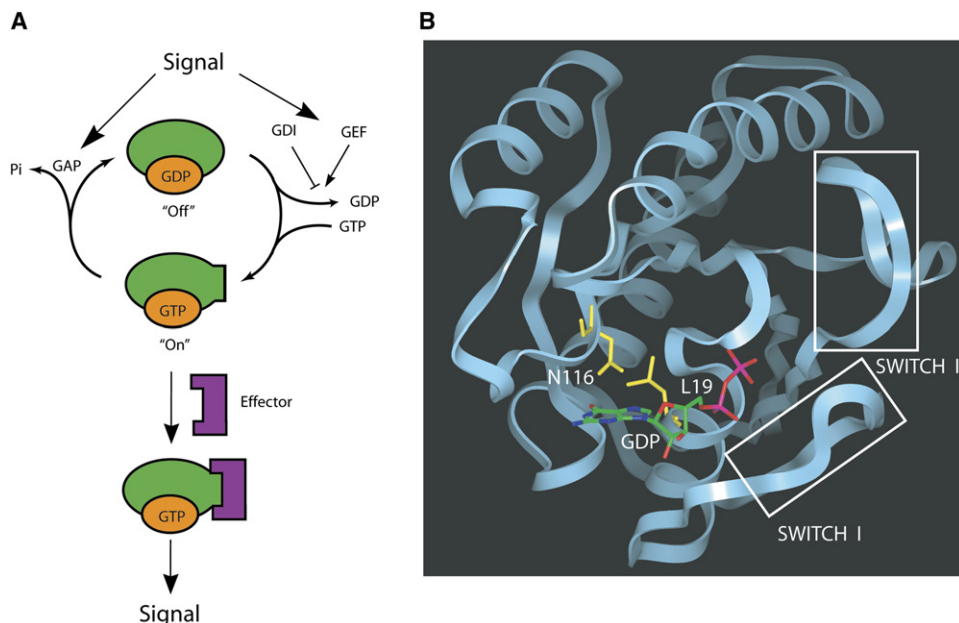 A
Signal
GDI
GEF
Pi
GAP
GDP
"Off"
GDP
GTP
GTP
"On"
Effector
GTP
Signal
B
SWITCH I
N116
L19
GDP
SWITCH I